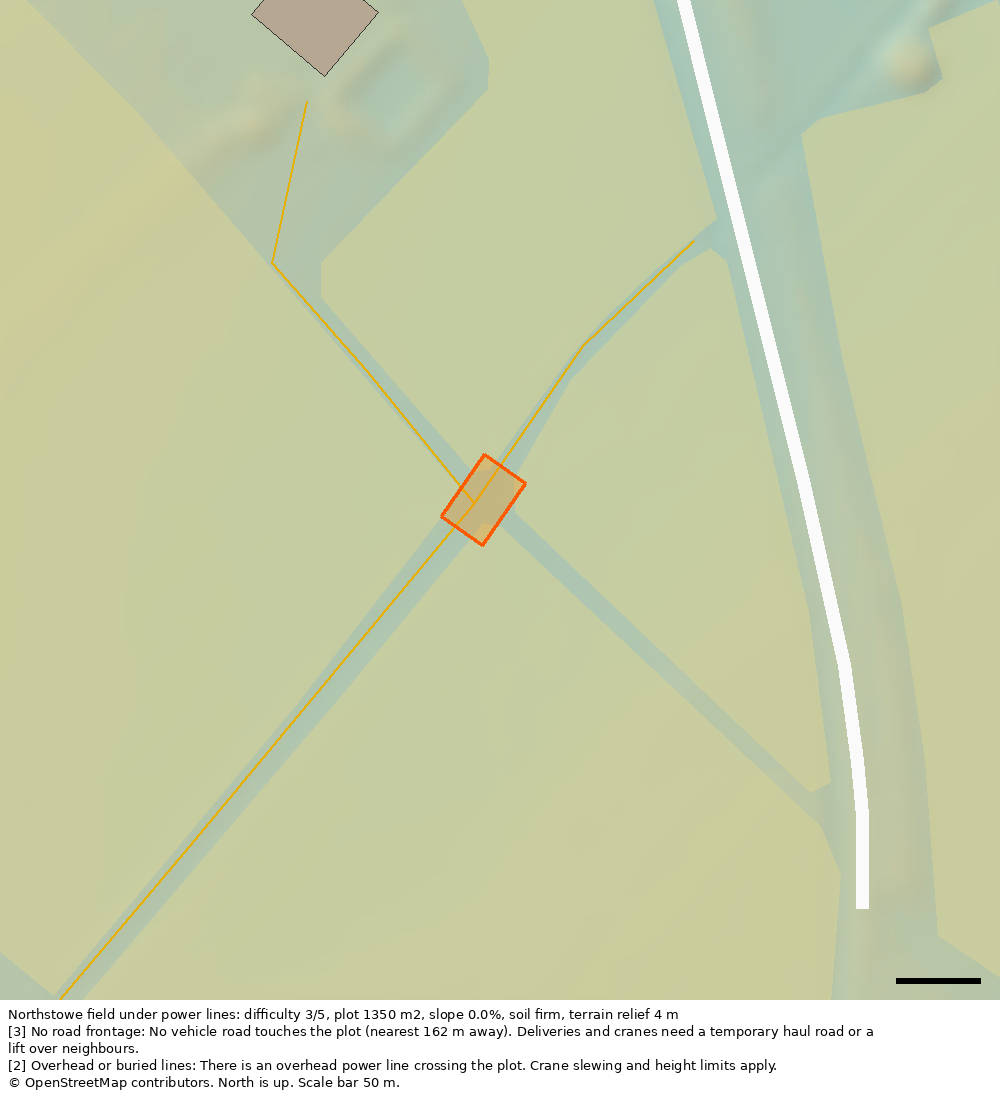 Northstowe field under power lines: difficulty 3/5, plot 1350 m2, slope 0.0%, soil firm, terrain relief 4 m
[3] No road frontage: No vehicle road touches the plot (nearest 162 m away). Deliveries and cranes need a temporary haul road or a
lift over neighbours.
[2] Overhead or buried lines: There is an overhead power line crossing the plot. Crane slewing and height limits apply.
© OpenStreetMap contributors. North is up. Scale bar 50 m.